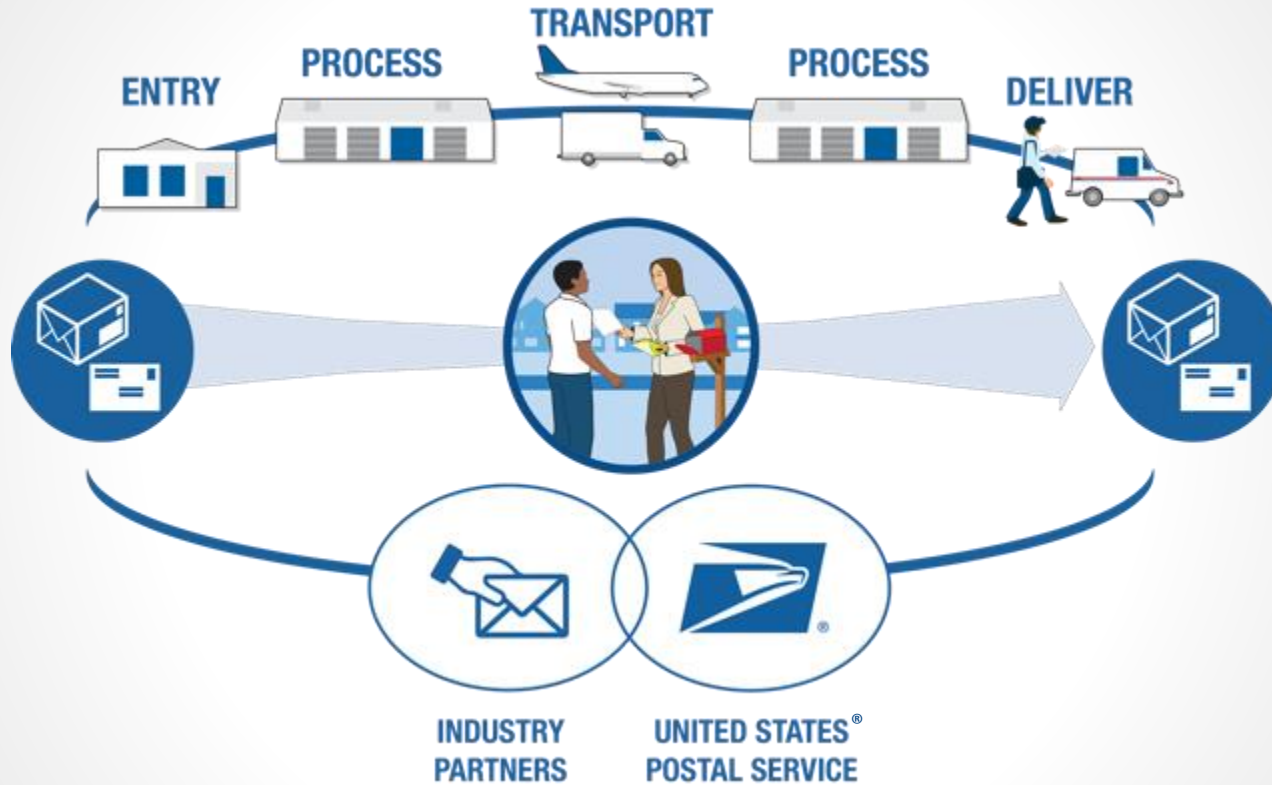 TRANSPORT
PROCESS
PROCESS
ENTRY
DELIVER
®
INDUSTRY
PARTNERS
UNITED STATES®
POSTAL SERVICE